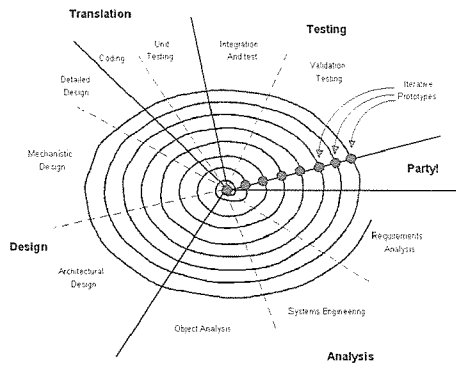 Translation
Testing
Unit
Testing
Integration
And test
Coding
Validation
Testing
Detailed
Design
Iterative
Prototypes
Mechanistic
Design
Party!
Design
Requirements
Analysis
Architectural
Design
Systems Engineering
Object Analysis
Analysis